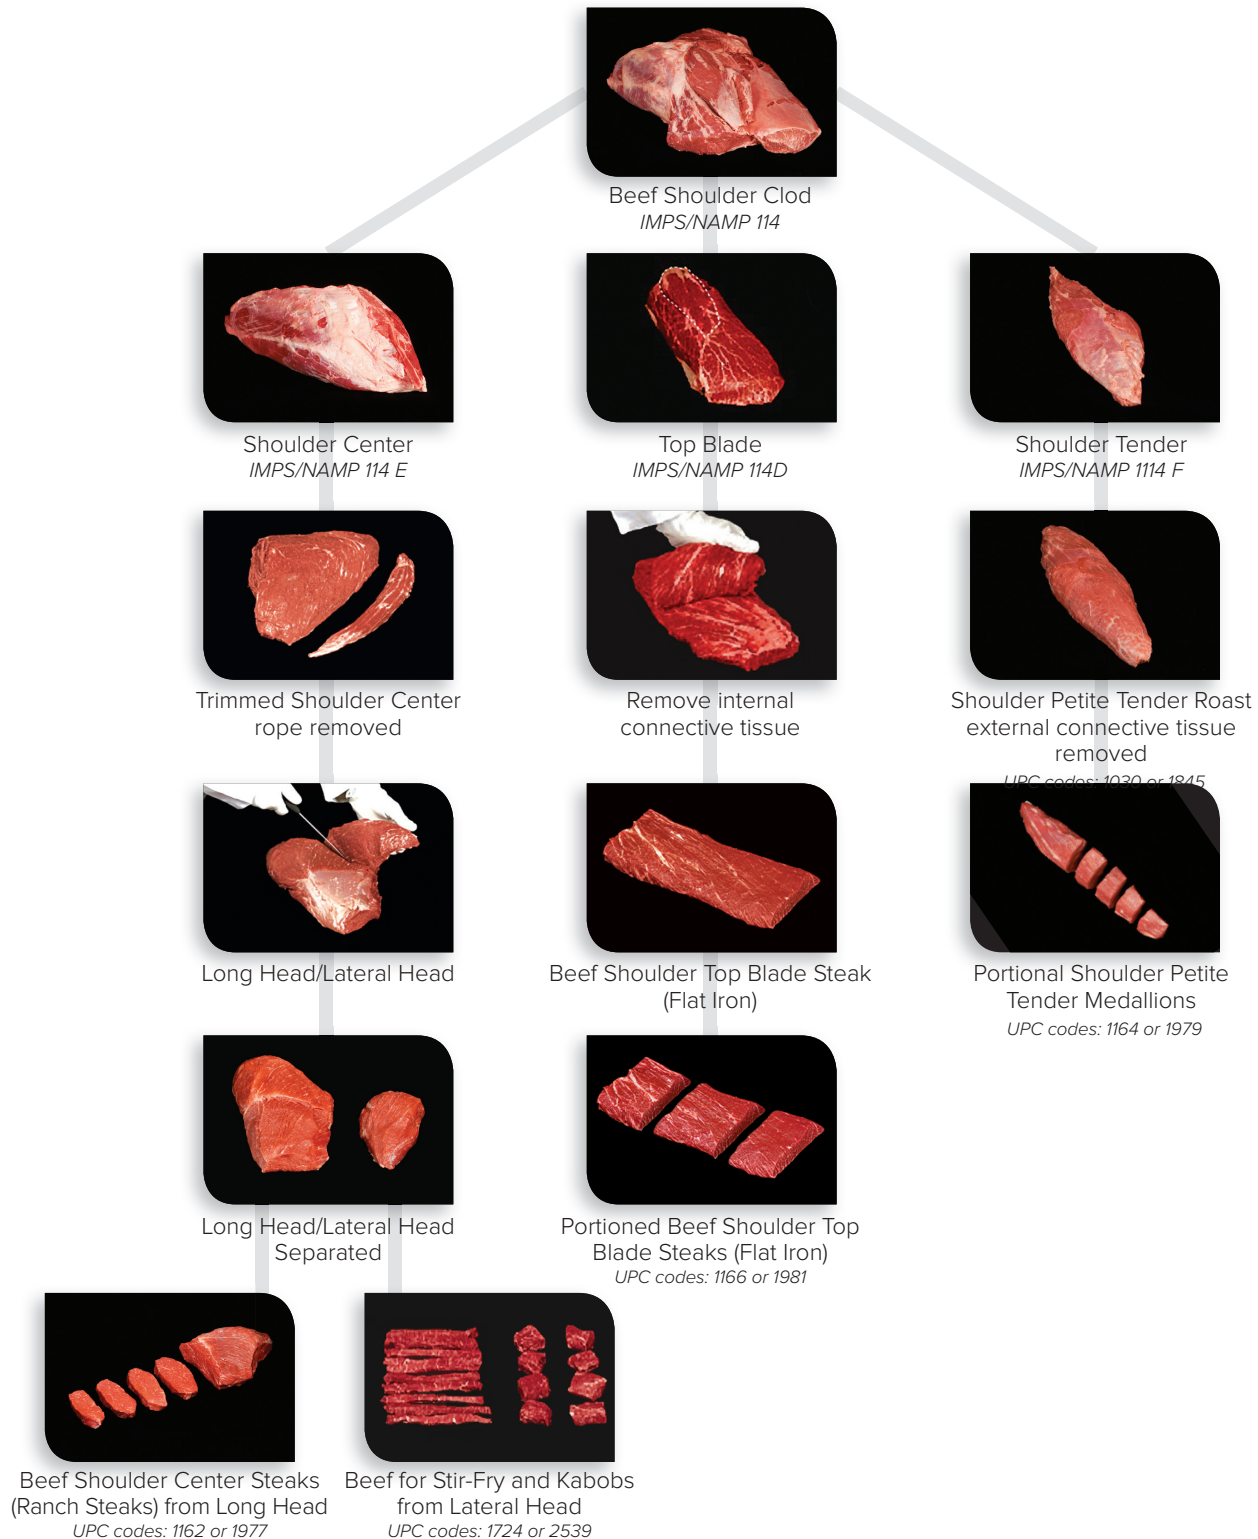 Beef Shoulder Clod
IMPS/NAMP 114
Shoulder Center
IMPS/NAMP 114 E
Top Blade
IMPS/NAMP 114D
Shoulder Tender
IMPS/NAMP 1114 F
Trimmed Shoulder Center
rope removed
Remove internal
connective tissue
Shoulder Petite Tender Roast
external connective tissue
removed
UPC codes: 1030 or 1845
Long Head/Lateral Head
Beef Shoulder Top Blade Steak
(Flat Iron)
Portional Shoulder Petite
Tender Medallions
UPC codes: 1164 or 1979
Long Head/Lateral Head
Separated
Portioned Beef Shoulder Top
Blade Steaks (Flat Iron)
UPC codes: 1166 or 1981
Beef Shoulder Center Steaks
(Ranch Steaks) from Long Head
UPC codes: 1162 or 1977
Beef for Stir-Fry and Kabobs
from Lateral Head
UPC codes: 1724 or 2539